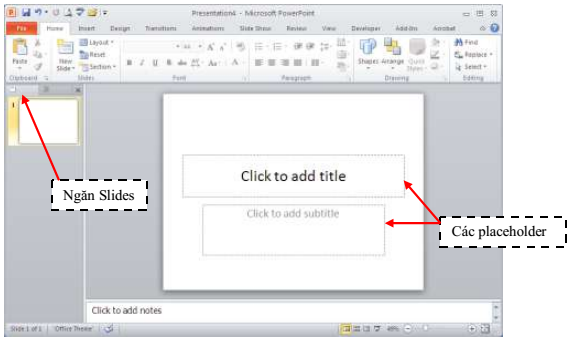 Presentation4 - Microsoft PowerPoint
File Home Insert Design Transitions Animations Slide Show Review View Developer Add-Ins Acrobat
Layout Find
Paste New Reset Shapes Arrange Quick Replace
Slide Section Styles Select
Clipboard Slides Font Paragraph Drawing Editing
1
Click to add title
Ngăn Slides
Click to add subtitle
Các placeholder
Click to add notes
Slide 1 of 1 "Office Theme" 49%